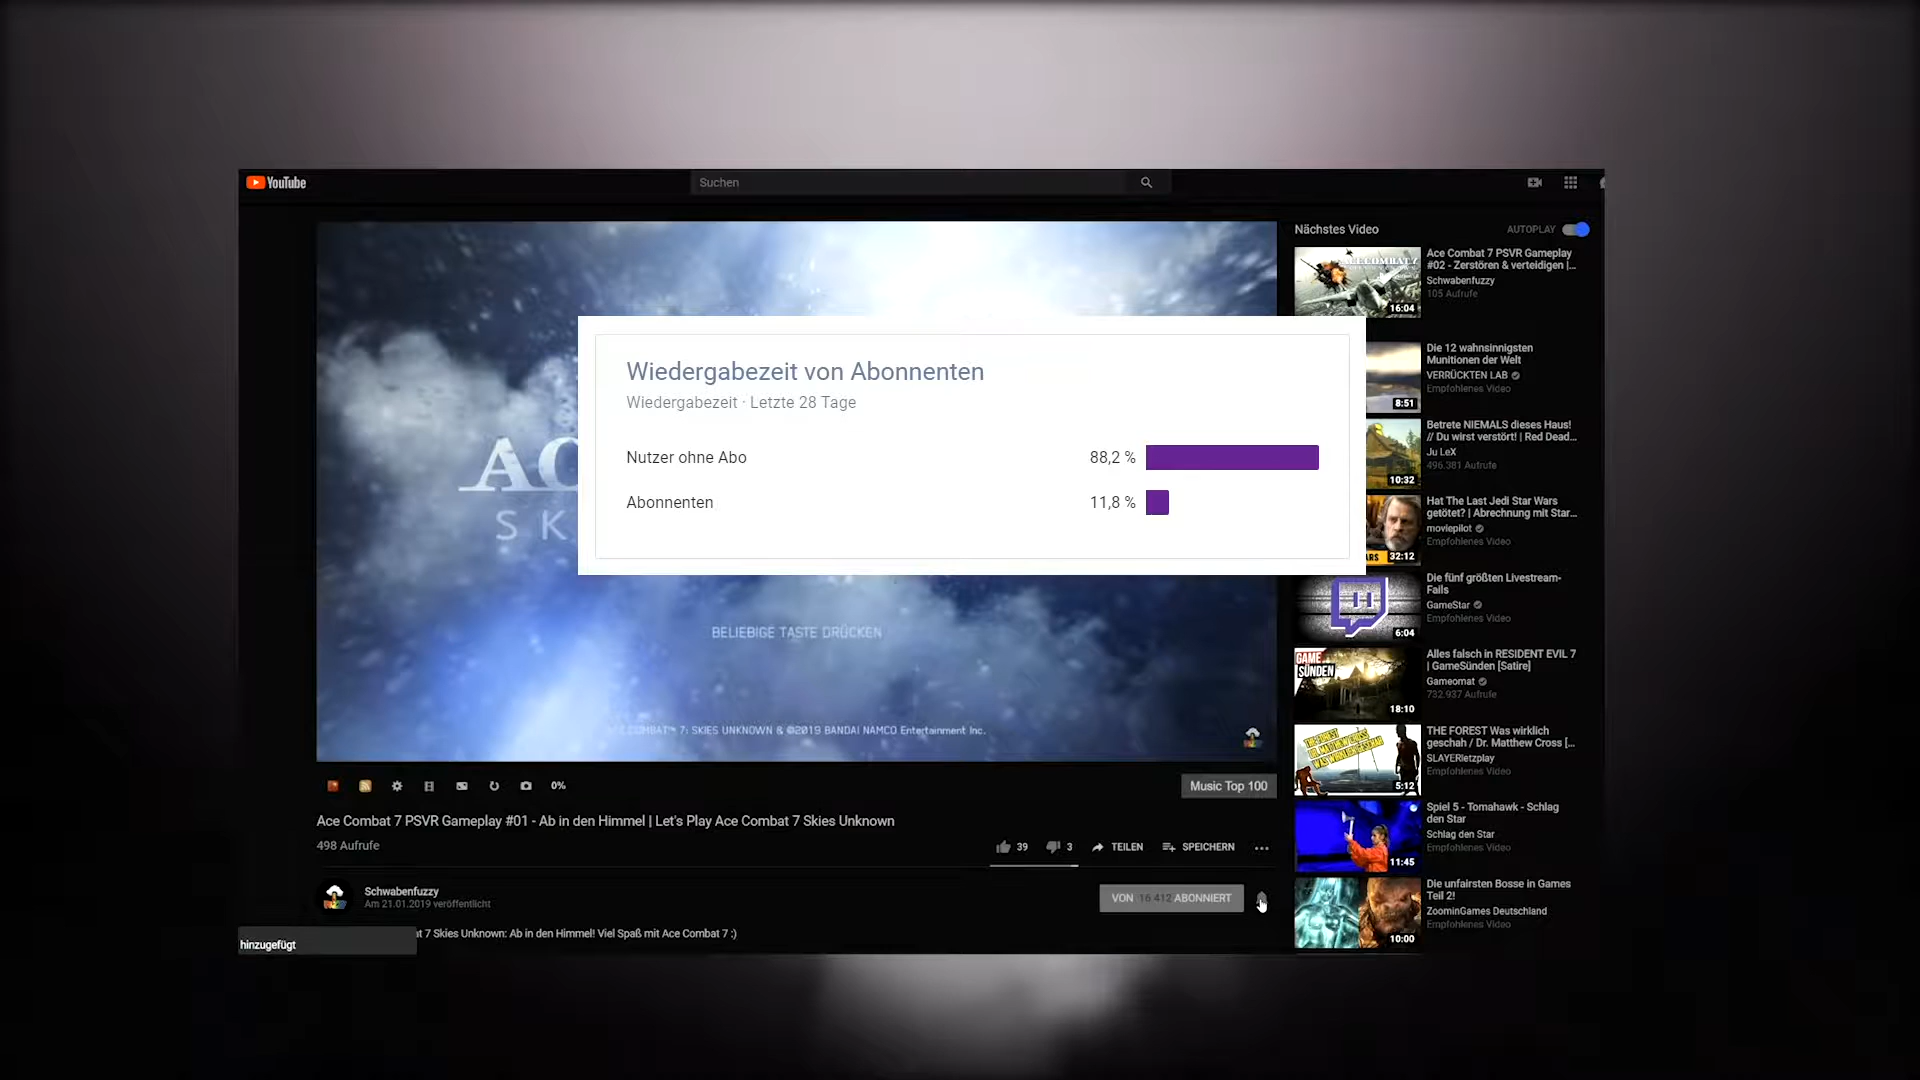 YouTube
Suchen
Nächstes Video
AUTOPLAY
Ace Combat 7 PSVR Gameplay
#02 - Zerstören & verteidigen |...
Schwabenfuzzy
105 Aufrufe
16:04
Die 12 wahnsinnigsten
Munitionen der Welt
VERRÜCKTEN LAB
Empfohlenes Video
8:51
Betrete NIEMALS dieses Haus!
// Du wirst verstört! | Red Dead...
Ju LeX
496.381 Aufrufe
10:32
Hat The Last Jedi Star Wars
getötet? | Abrechnung mit Star...
moviepilot
Empfohlenes Video
32:12
Die fünf größten Livestream-
Fails
GameStar
Empfohlenes Video
6:04
GAME
SÜNDEN
Alles falsch in RESIDENT EVIL 7
| GameSünden [Satire]
Gameomat
732.937 Aufrufe
18:10
THE FOREST Was wirklich
geschah / Dr. Matthew Cross [...
SLAYERletzplay
Empfohlenes Video
5:12
Spiel 5 - Tomahawk - Schlag
den Star
Schlag den Star
Empfohlenes Video
11:45
Die unfairsten Bosse in Games
Teil 2!
ZoominGames Deutschland
Empfohlenes Video
10:00
Wiedergabezeit von Abonnenten
Wiedergabezeit · Letzte 28 Tage
Nutzer ohne Abo 88,2 %
Abonnenten 11,8 %
AC
SK
BELIEBIGE TASTE DRÜCKEN
COMBAT™ 7: SKIES UNKNOWN & ©2019 BANDAI NAMCO Entertainment Inc.
0%
Music Top 100
Ace Combat 7 PSVR Gameplay #01 - Ab in den Himmel | Let's Play Ace Combat 7 Skies Unknown
498 Aufrufe
39 3 TEILEN SPEICHERN
Schwabenfuzzy
Am 21.01.2019 veröffentlicht
VON 16 412 ABONNIERT
7 Skies Unknown: Ab in den Himmel! Viel Spaß mit Ace Combat 7 :)
hinzugefügt